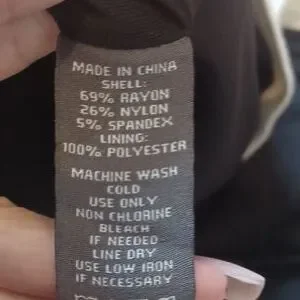 MADE IN CHINA
SHELL:
69% RAYON
26% NYLON
5% SPANDEX
LINING:
100% POLYESTER
MACHINE WASH
COLD
USE ONLY
NON CHLORINE
BLEACH
IF NEEDED
LINE DRY
USE LOW IRON
IF NECESSARY